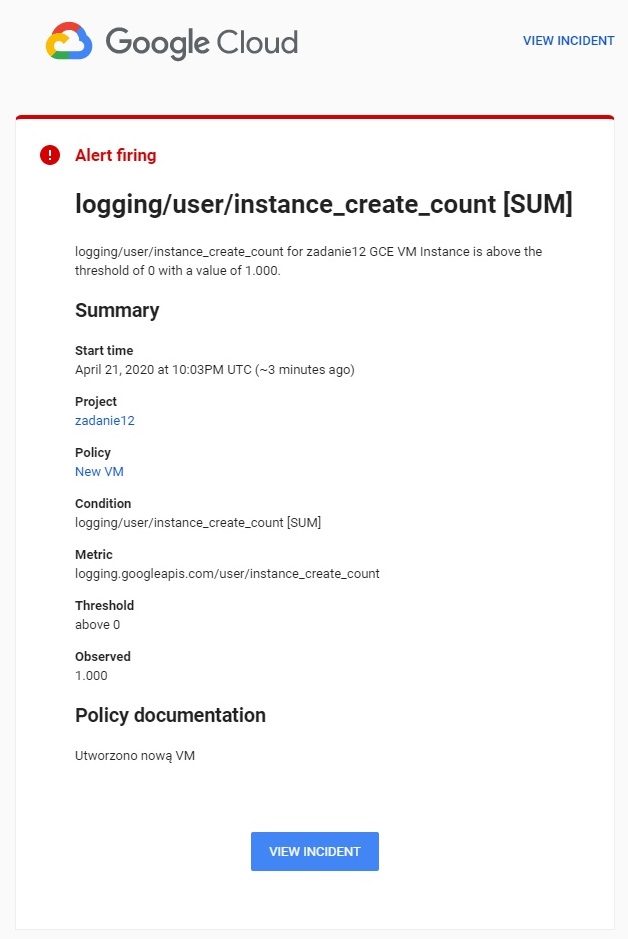 Google Cloud
VIEW INCIDENT
Alert firing
logging/user/instance_create_count [SUM]
logging/user/instance_create_count for zadanie12 GCE VM Instance is above the
threshold of 0 with a value of 1.000.
Summary
Start time
April 21, 2020 at 10:03PM UTC (~3 minutes ago)
Project
zadanie12
Policy
New VM
Condition
logging/user/instance_create_count [SUM]
Metric
logging.googleapis.com/user/instance_create_count
Threshold
above 0
Observed
1.000
Policy documentation
Utworzono nową VM
VIEW INCIDENT